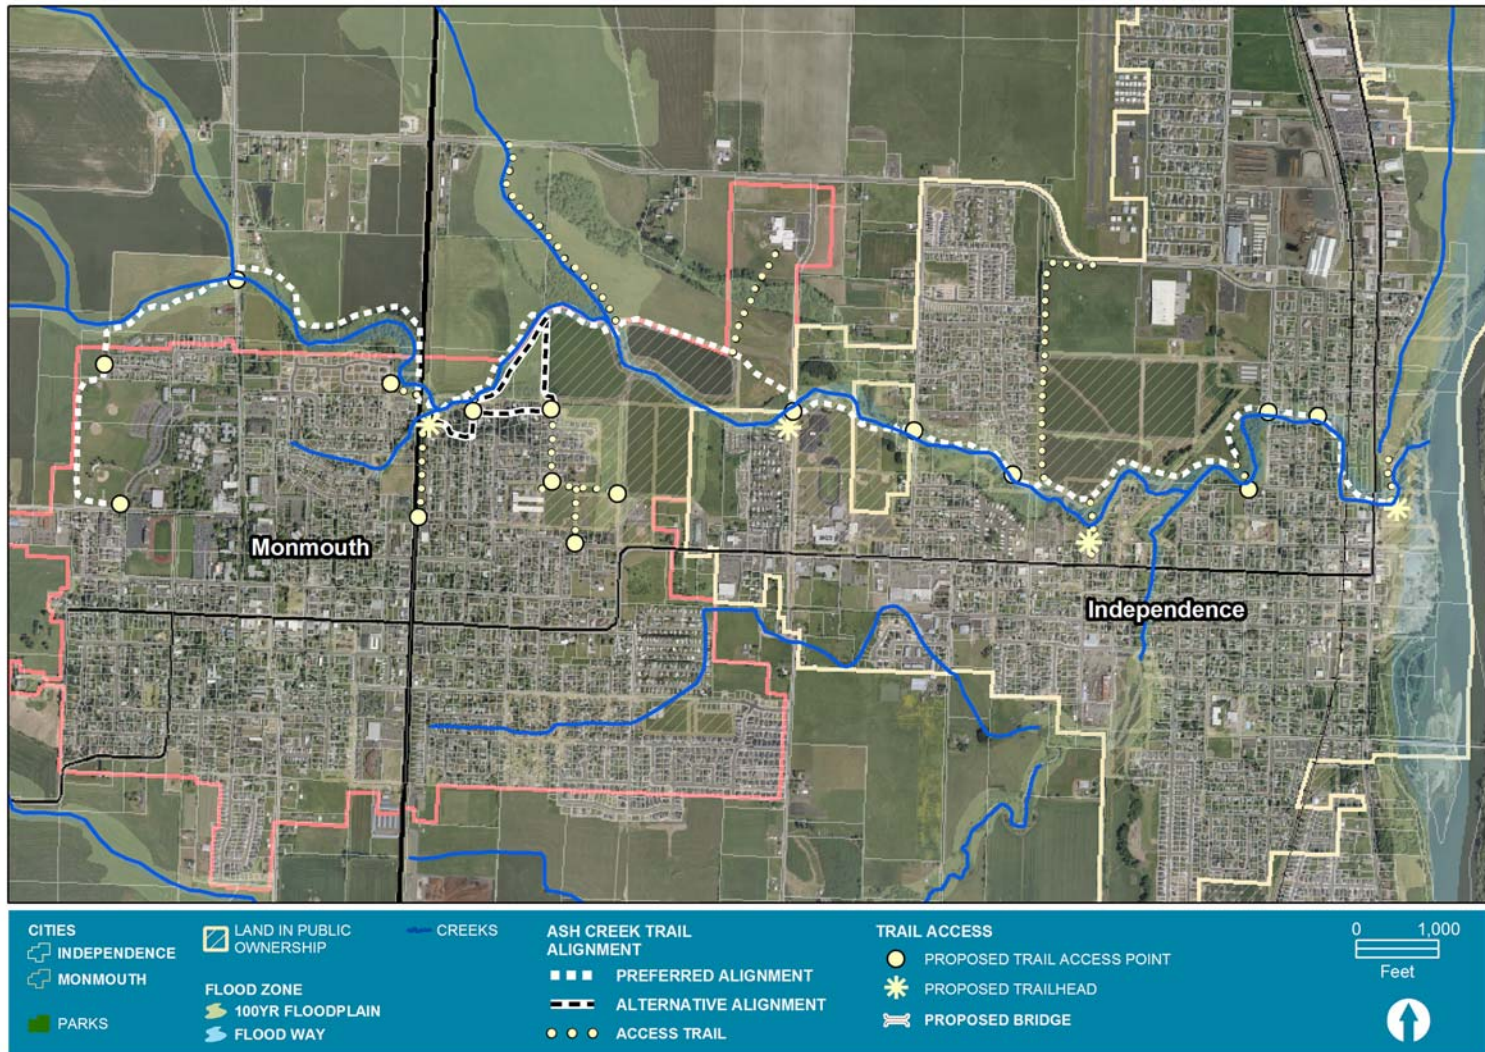 Monmouth
Independence
CITIES
INDEPENDENCE
MONMOUTH
PARKS
LAND IN PUBLIC
OWNERSHIP
FLOOD ZONE
100YR FLOODPLAIN
FLOOD WAY
CREEKS
ASH CREEK TRAIL
ALIGNMENT
PREFERRED ALIGNMENT
ALTERNATIVE ALIGNMENT
ACCESS TRAIL
TRAIL ACCESS
PROPOSED TRAIL ACCESS POINT
PROPOSED TRAILHEAD
PROPOSED BRIDGE
0 1,000
Feet